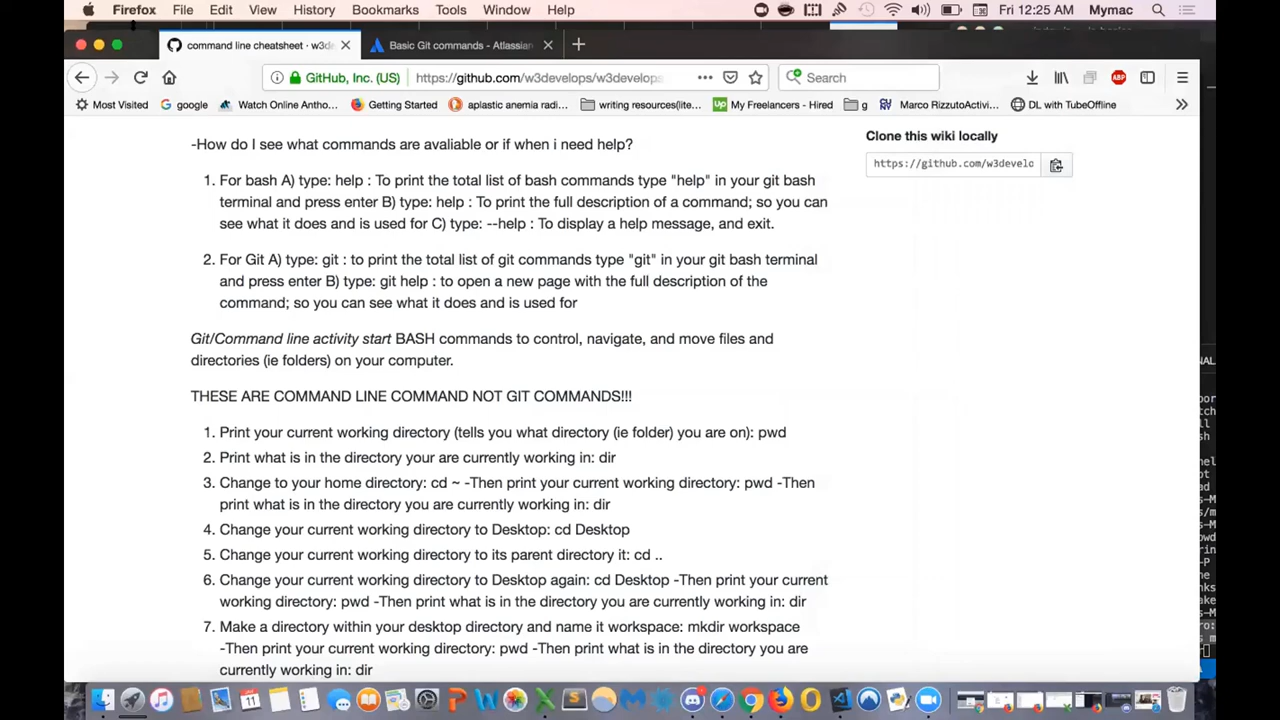 Firefox File Edit View History Bookmarks Tools Window Help Fri 12:25 AM Mymac
command line cheatsheet · w3de Basic Git commands - Atlassian
GitHub, Inc. (US) https://github.com/w3develops/w3develops Search
Most Visited google Watch Online Antho... Getting Started aplastic anemia radi... writing resources(lite... My Freelancers - Hired g Marco RizzutoActivi... DL with TubeOffline
-How do I see what commands are avaliable or if when i need help?
Clone this wiki locally
https://github.com/w3develo
1. For bash A) type: help : To print the total list of bash commands type "help" in your git bash
terminal and press enter B) type: help : To print the full description of a command; so you can
see what it does and is used for C) type: --help : To display a help message, and exit.
2. For Git A) type: git : to print the total list of git commands type "git" in your git bash terminal
and press enter B) type: git help : to open a new page with the full description of the
command; so you can see what it does and is used for
Git/Command line activity start BASH commands to control, navigate, and move files and
directories (ie folders) on your computer.
THESE ARE COMMAND LINE COMMAND NOT GIT COMMANDS!!!
1. Print your current working directory (tells you what directory (ie folder) you are on): pwd
2. Print what is in the directory your are currently working in: dir
3. Change to your home directory: cd ~ -Then print your current working directory: pwd -Then
print what is in the directory you are currently working in: dir
4. Change your current working directory to Desktop: cd Desktop
5. Change your current working directory to its parent directory it: cd ..
6. Change your current working directory to Desktop again: cd Desktop -Then print your current
working directory: pwd -Then print what is in the directory you are currently working in: dir
7. Make a directory within your desktop directory and name it workspace: mkdir workspace
-Then print your current working directory: pwd -Then print what is in the directory you are
currently working in: dir